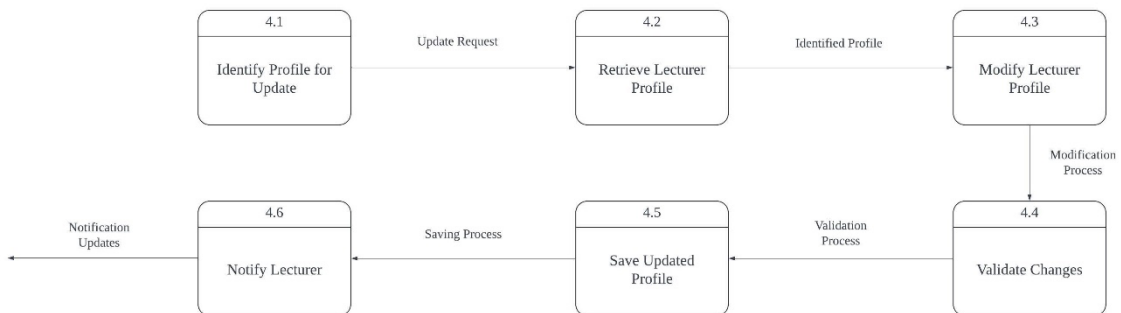 4.1
Identify Profile for
Update
Update Request
4.2
Retrieve Lecturer
Profile
Identified Profile
4.3
Modify Lecturer
Profile
Modification
Process
4.4
Validate Changes
Validation
Process
4.5
Save Updated
Profile
Saving Process
4.6
Notify Lecturer
Notification
Updates